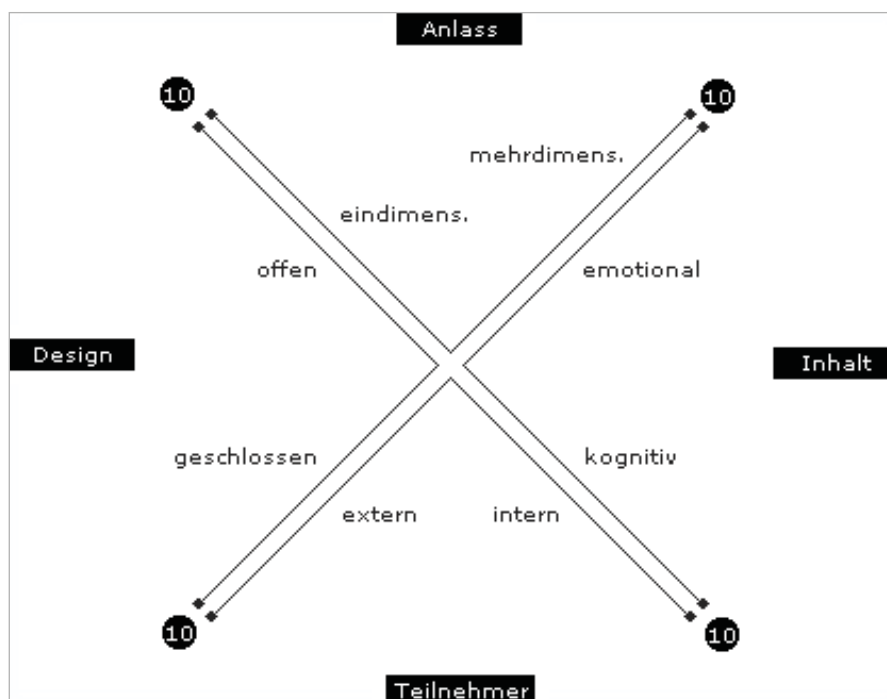 Anlass
10
10
mehrdimens.
eindimens.
offen
emotional
Design
Inhalt
geschlossen
kognitiv
extern
intern
10
10
Teilnehmer